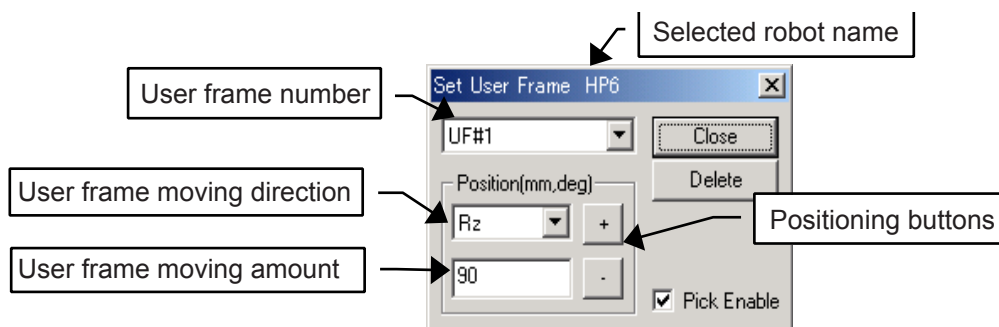 Selected robot name
Set User Frame HP6
User frame number
UF#1
Close
Position(mm,deg)
Delete
User frame moving direction
Rz
+
Positioning buttons
User frame moving amount
90
-
Pick Enable